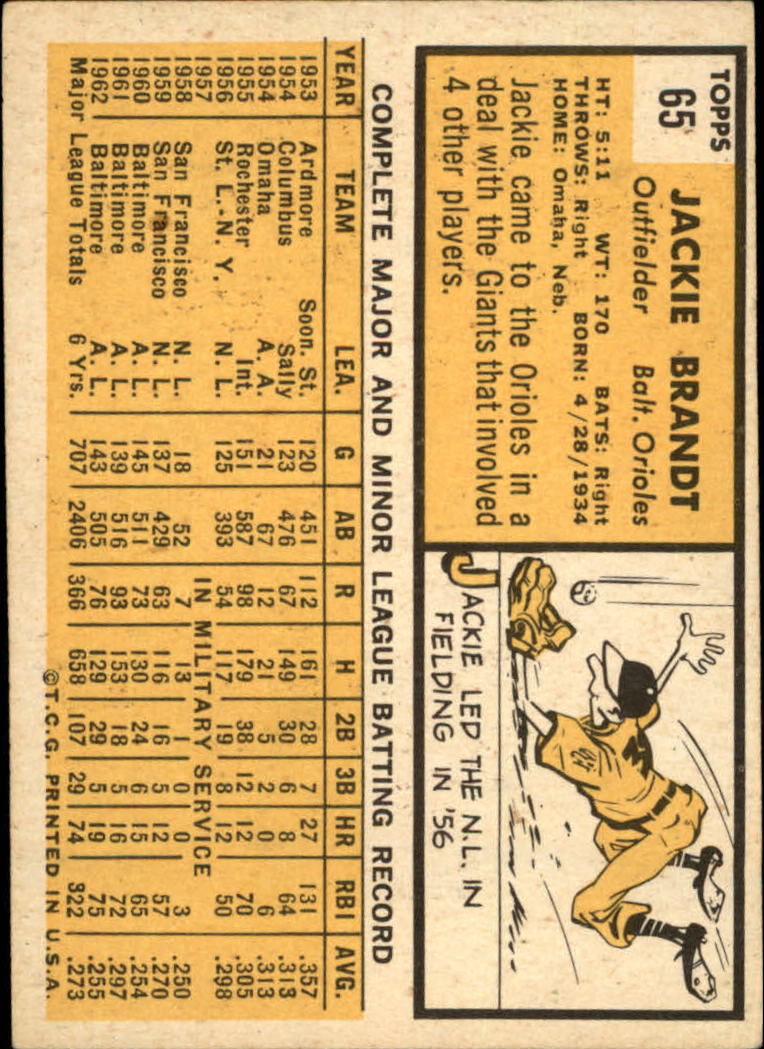 TOPPS
65
JACKIE BRANDT
Outfielder Balt. Orioles
HT: 5:11 WT: 170 BATS: Right
THROWS: Right BORN: 4/28/1934
HOME: Omaha, Neb.
Jackie came to the Orioles in a
deal with the Giants that involved
4 other players.
JACKIE LED THE N.L. IN
FIELDING IN '56
COMPLETE MAJOR AND MINOR LEAGUE BATTING RECORD
YEAR TEAM LEA. G AB R H 2B 3B HR RBI AVG.
1953 Ardmore Soon. St. 120 451 112 161 28 7 27 131 .357
1954 Columbus Sally 123 476 67 149 30 6 8 64 .313
1954 Omaha A. A. 21 67 12 21 5 2 0 6 .313
1955 Rochester Int. 151 587 98 179 38 12 12 70 .305
1956 St. L.-N. Y. N. L. 125 393 54 117 19 8 12 50 .298
1957 IN MILITARY SERVICE
1958 San Francisco N. L. 18 52 7 13 1 0 0 3 .250
1959 San Francisco N. L. 137 429 63 116 16 5 12 57 .270
1960 Baltimore A. L. 145 511 73 130 24 6 15 65 .254
1961 Baltimore A. L. 139 516 93 153 18 5 16 72 .297
1962 Baltimore A. L. 143 505 76 129 29 5 19 75 .255
Major League Totals 6 Yrs. 707 2406 366 658 107 29 74 322 .273
©T.C.G. PRINTED IN U.S.A.